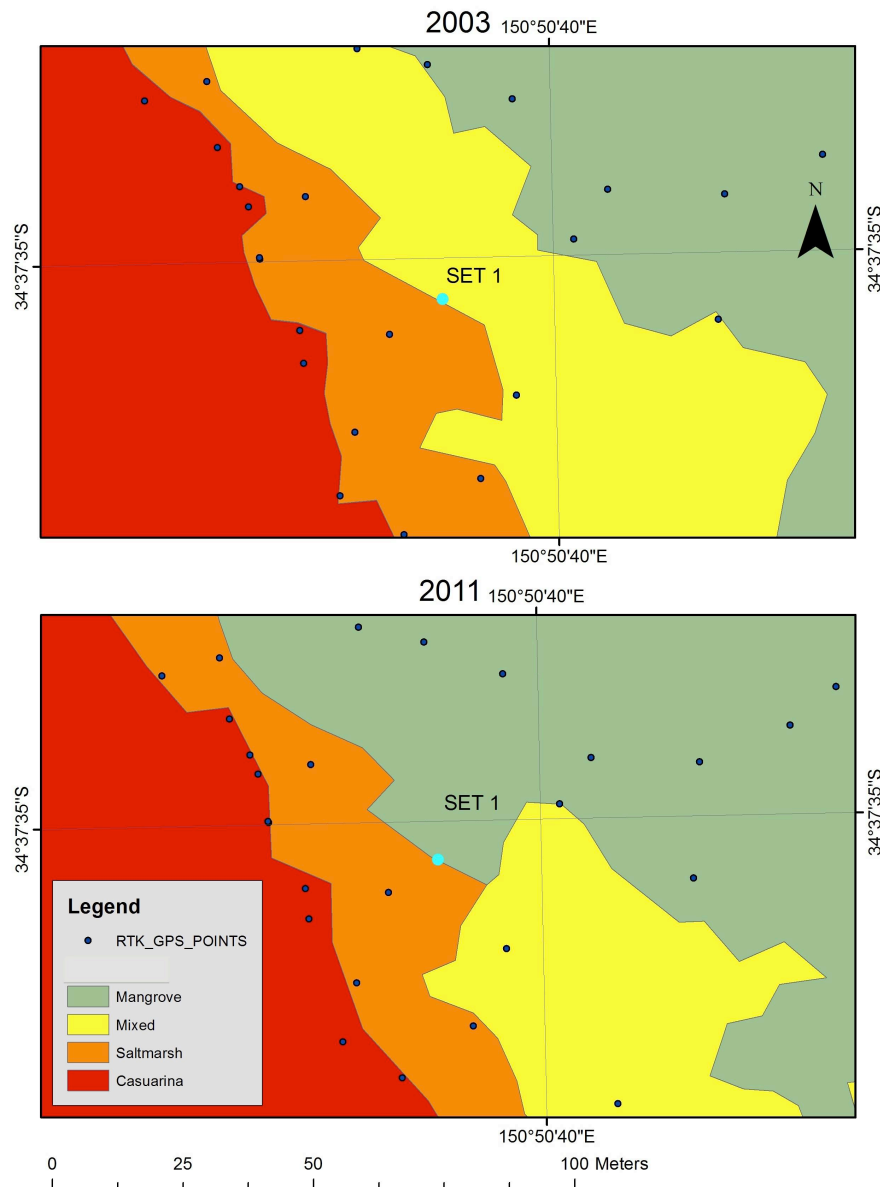 2003
150°50'40"E
N
34°37'35"S
34°37'35"S
SET 1
150°50'40"E
2011
150°50'40"E
34°37'35"S
34°37'35"S
SET 1
Legend
RTK_GPS_POINTS
Mangrove
Mixed
Saltmarsh
Casuarina
150°50'40"E
0 25 50 100 Meters